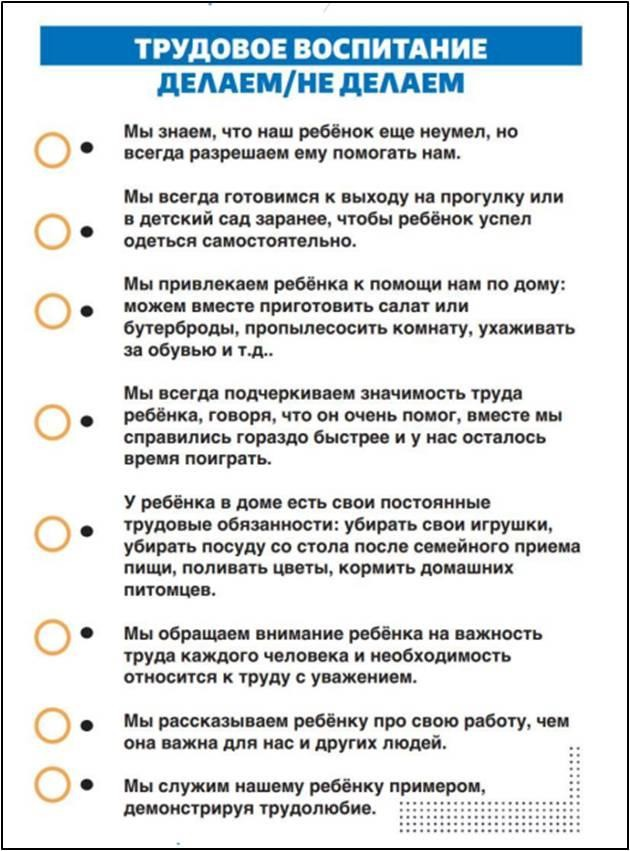 ТРУДОВОЕ ВОСПИТАНИЕ
ДЕЛАЕМ/НЕ ДЕЛАЕМ
Мы знаем, что наш ребёнок еще неумел, но
всегда разрешаем ему помогать нам.
Мы всегда готовимся к выходу на прогулку или
в детский сад заранее, чтобы ребёнок успел
одеться самостоятельно.
Мы привлекаем ребёнка к помощи нам по дому:
можем вместе приготовить салат или
бутерброды, пропылесосить комнату, ухаживать
за обувью и т.д..
Мы всегда подчеркиваем значимость труда
ребёнка, говоря, что он очень помог, вместе мы
справились гораздо быстрее и у нас осталось
время поиграть.
У ребёнка в доме есть свои постоянные
трудовые обязанности: убирать свои игрушки,
убирать посуду со стола после семейного приема
пищи, поливать цветы, кормить домашних
питомцев.
Мы обращаем внимание ребёнка на важность
труда каждого человека и необходимость
относится к труду с уважением.
Мы рассказываем ребёнку про свою работу, чем
она важна для нас и других людей.
Мы служим нашему ребёнку примером,
демонстрируя трудолюбие.